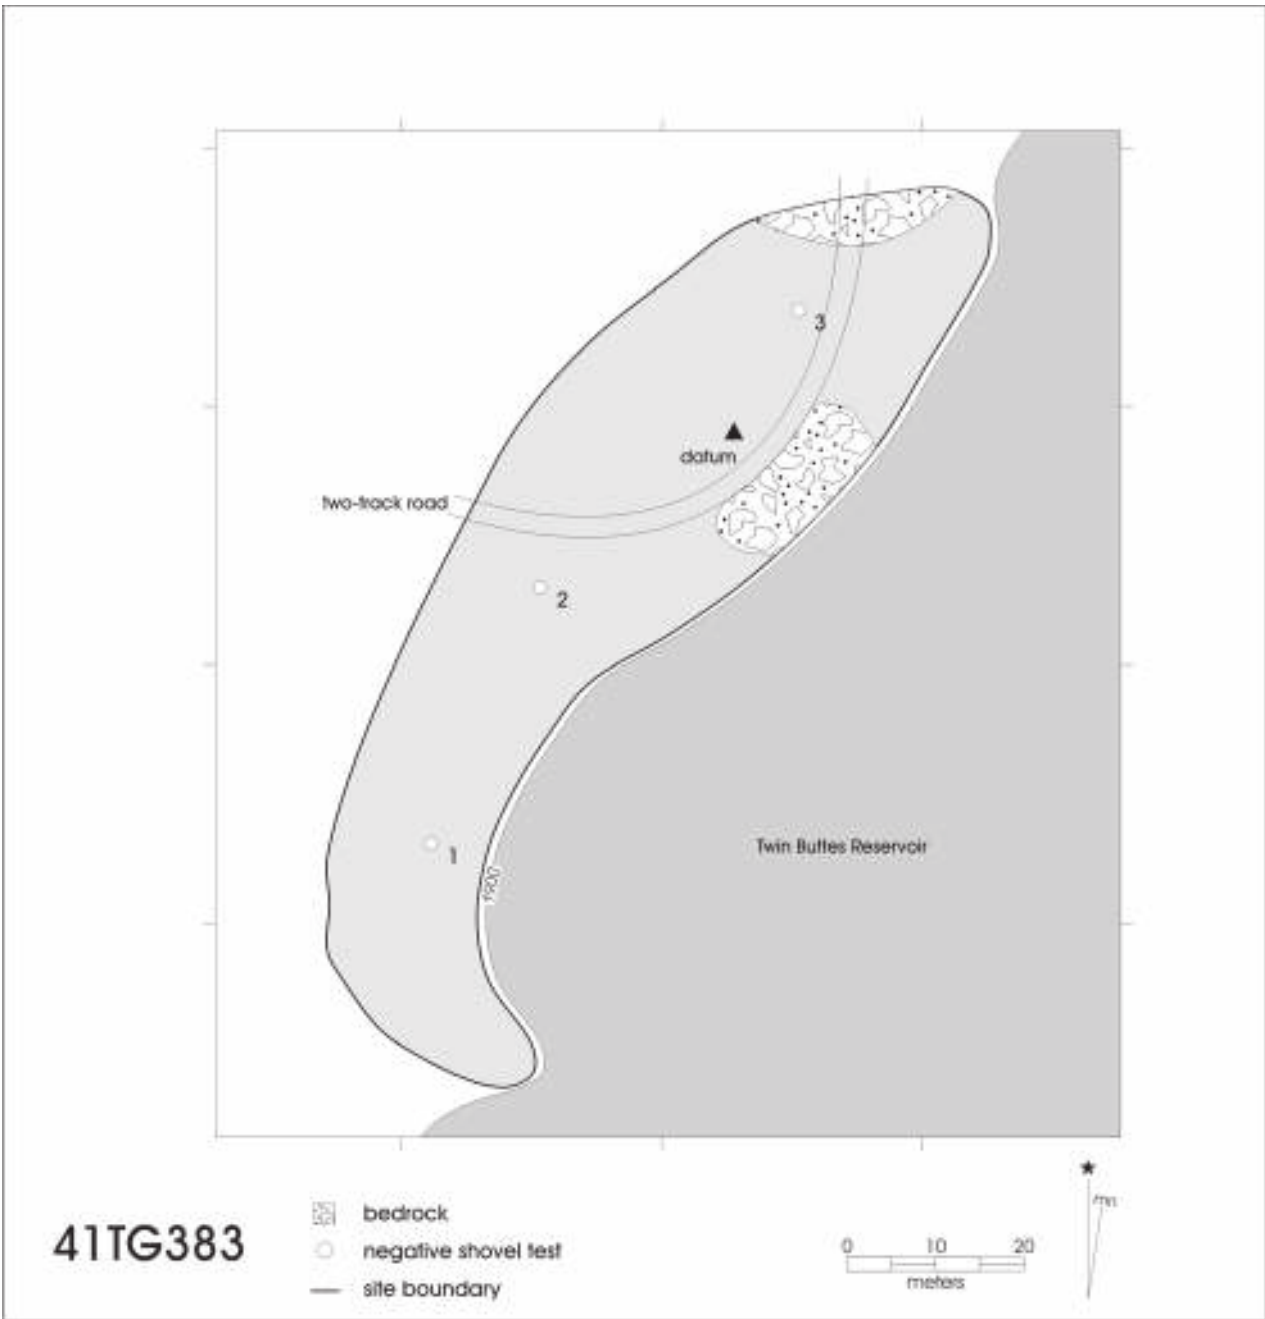 3
datum
two-track road
2
Twin Buttes Reservoir
1
1900
mn
41TG383
bedrock
negative shovel test
site boundary
0 10 20
meters